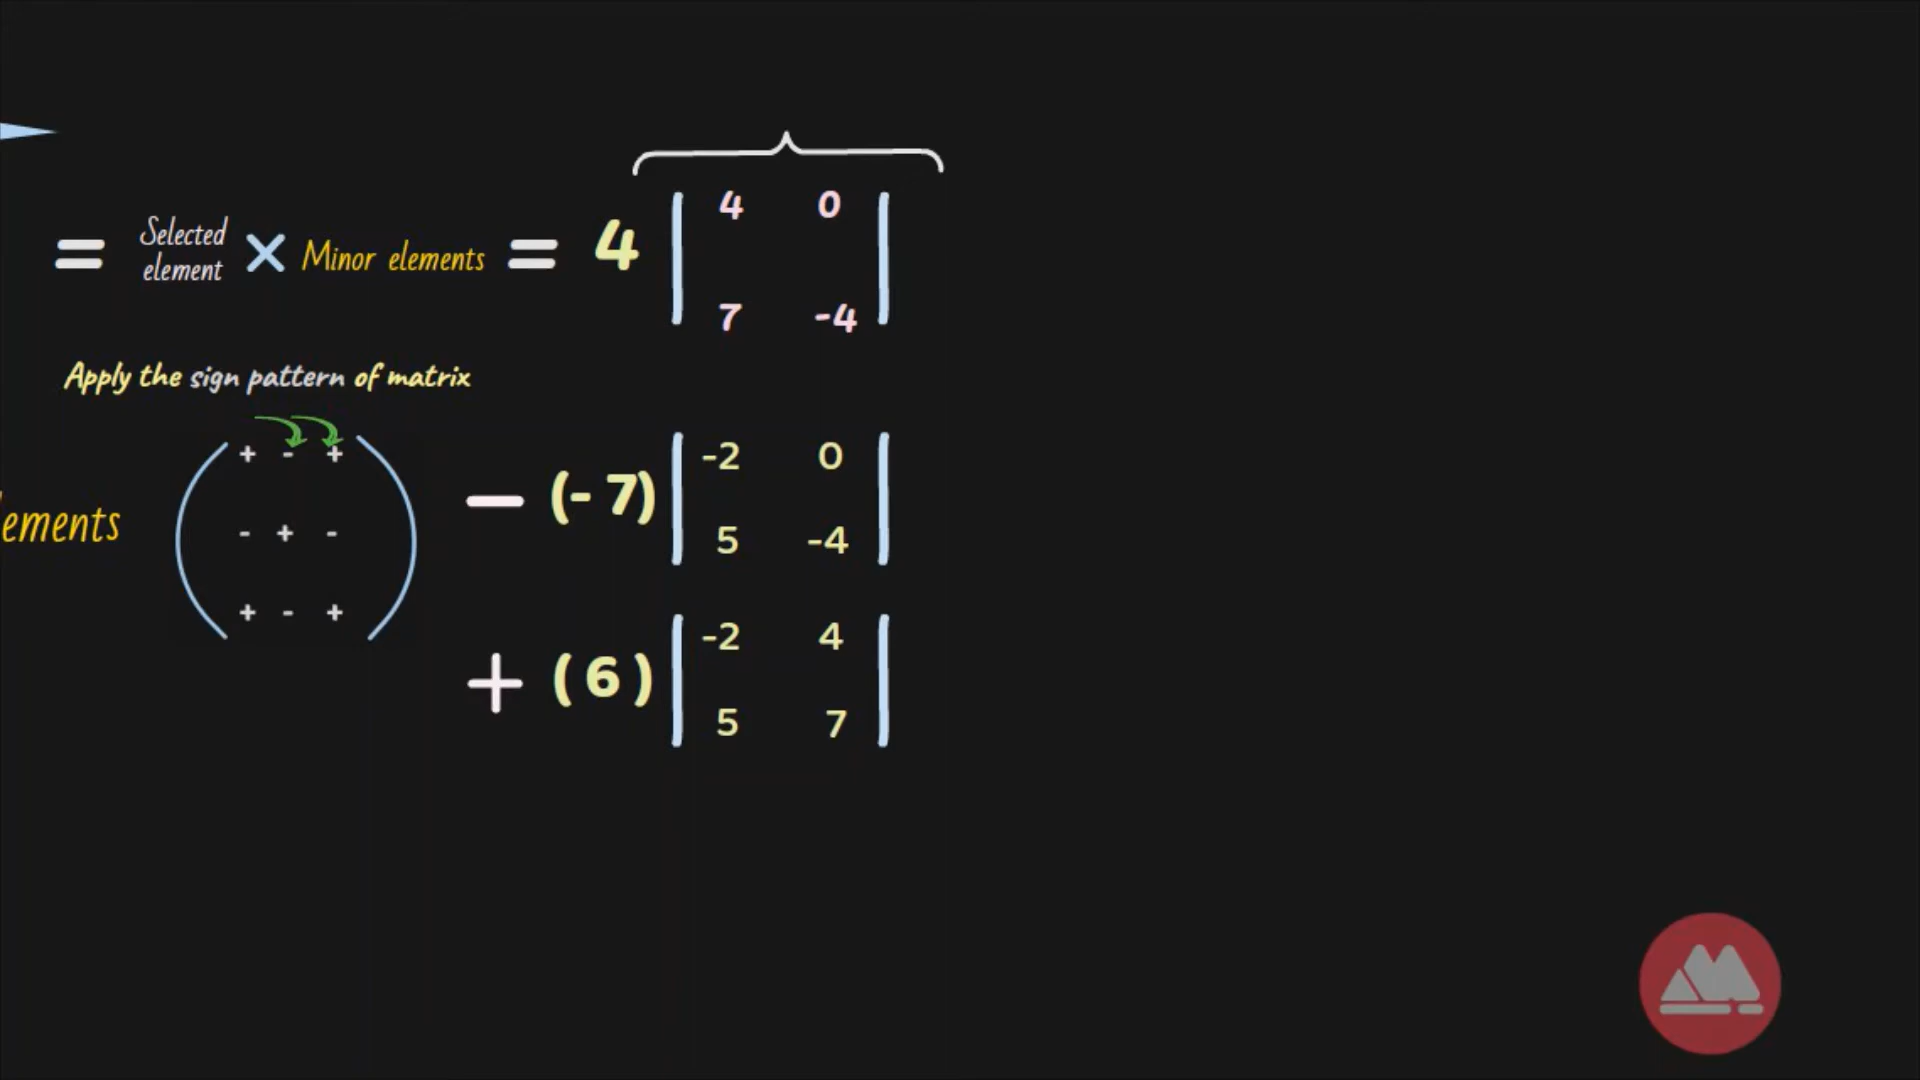 = Selected element × Minor elements = 4 | 4 0 |
| 7 -4 |
Apply the sign pattern of matrix
+ - +
- + -
+ - +
ements
− (- 7) | -2 0 |
| 5 -4 |
+ ( 6 ) | -2 4 |
| 5 7 |